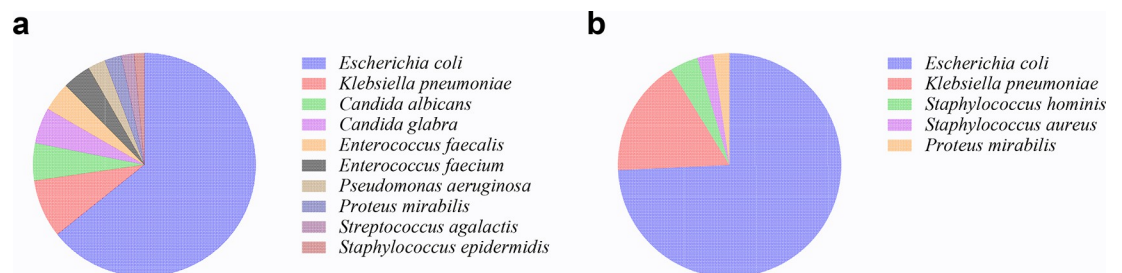 a
Escherichia coli
Klebsiella pneumoniae
Candida albicans
Candida glabra
Enterococcus faecalis
Enterococcus faecium
Pseudomonas aeruginosa
Proteus mirabilis
Streptococcus agalactis
Staphylococcus epidermidis
b
Escherichia coli
Klebsiella pneumoniae
Staphylococcus hominis
Staphylococcus aureus
Proteus mirabilis